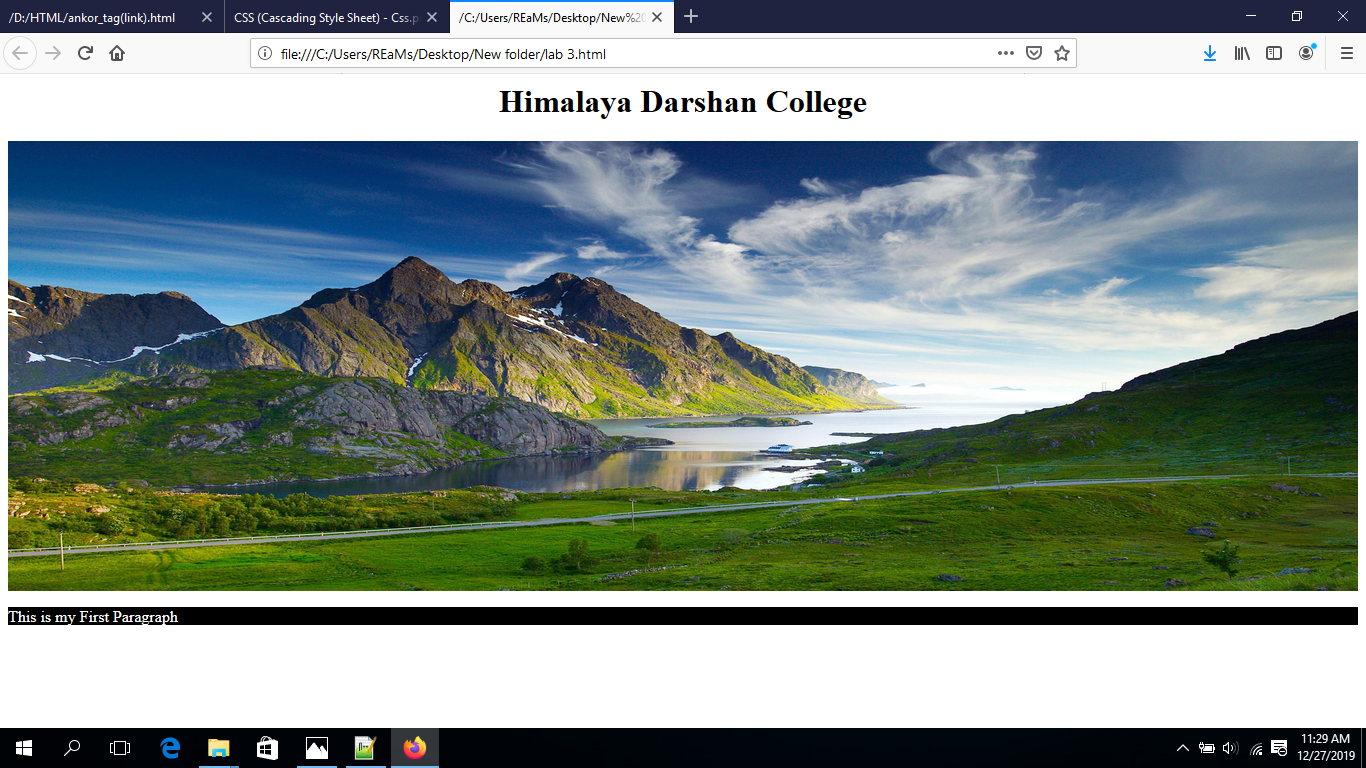 /D:/HTML/ankor_tag(link).html
CSS (Cascading Style Sheet) - Css.p
/C:/Users/REaMs/Desktop/New%20
file:///C:/Users/REaMs/Desktop/New folder/lab 3.html
Himalaya Darshan College
This is my First Paragraph
11:29 AM
12/27/2019